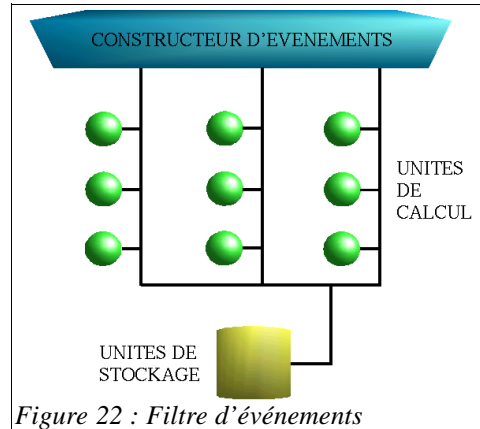 CONSTRUCTEUR D'EVENEMENTS
UNITES
DE
CALCUL
UNITES DE
STOCKAGE
Figure 22 : Filtre d'événements